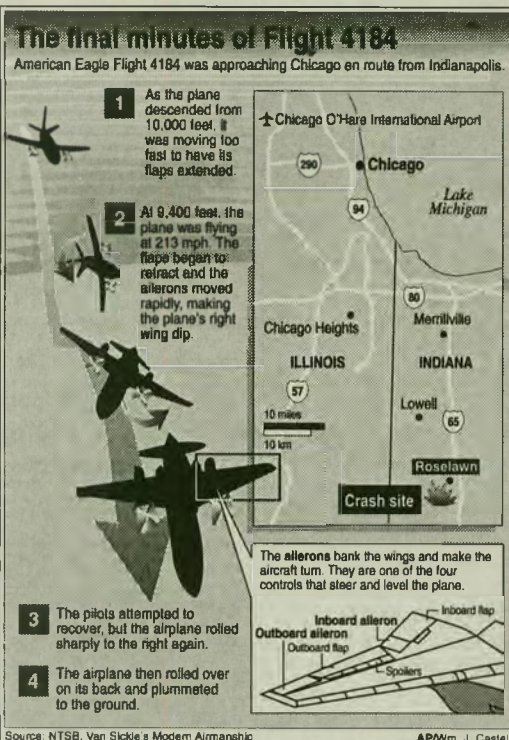 The final minutes of Flight 4184
American Eagle Flight 4184 was approaching Chicago en route from Indianapolis.
1
As the plane
descended from
10,000 feet, it
was moving too
fast to have its
flaps extended.
2
At 9,400 feet, the
plane was flying
at 213 mph. The
flaps began to
retract and the
ailerons moved
rapidly, making
the plane's right
wing dip.
Chicago O'Hare International Airport
290
Chicago
94
Lake
Michigan
80
Chicago Heights
Merrillville
ILLINOIS
INDIANA
57
Lowell
65
10 miles
10 km
Roselawn
Crash site
The ailerons bank the wings and make the
aircraft turn. They are one of the four
controls that steer and level the plane.
Inboard flap
Inboard aileron
Outboard aileron
Outboard flap
Spoilers
3
The pilots attempted to
recover, but the airplane rolled
sharply to the right again.
4
The airplane then rolled over
on its back and plummeted
to the ground.
Source: NTSB, Van Sickle's Modern Airmanship
AP/Wm. J. Castel